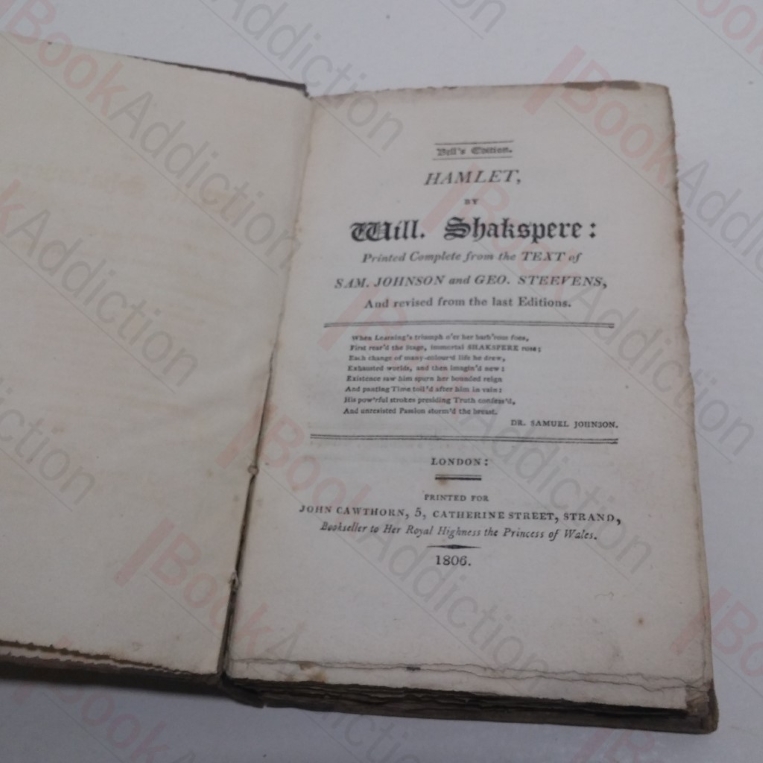 Bell's Edition.
HAMLET,
BY
Will. Shakspere:
Printed Complete from the TEXT of
SAM. JOHNSON and GEO. STEEVENS,
And revised from the last Editions.
When Learning's triumph o'er her barb'rous foes,
First rear'd the stage, immortal SHAKSPERE rose;
Each change of many-colour'd life he drew,
Exhausted worlds, and then imagin'd new:
Existence saw him spurn her bounded reign
And panting Time toil'd after him in vain:
His pow'rful strokes presiding Truth confess'd,
And unresisted Passion storm'd the breast.
DR. SAMUEL JOHNSON.
LONDON:
PRINTED FOR
JOHN CAWTHORN, 5, CATHERINE STREET, STRAND,
Bookseller to Her Royal Highness the Princess of Wales.
1806.
BookAddiction